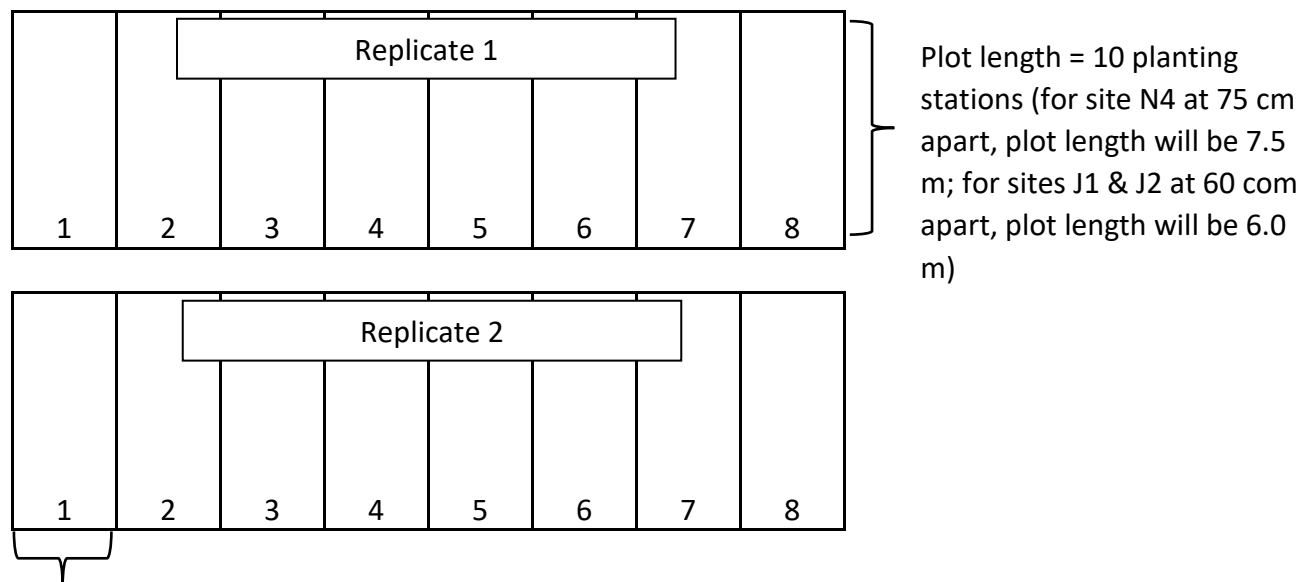 Replicate 1
Plot length = 10 planting
stations (for site N4 at 75 cm
apart, plot length will be 7.5
m; for sites J1 & J2 at 60 com
apart, plot length will be 6.0
m)
1 2 3 4 5 6 7 8
Replicate 2
1 2 3 4 5 6 7 8